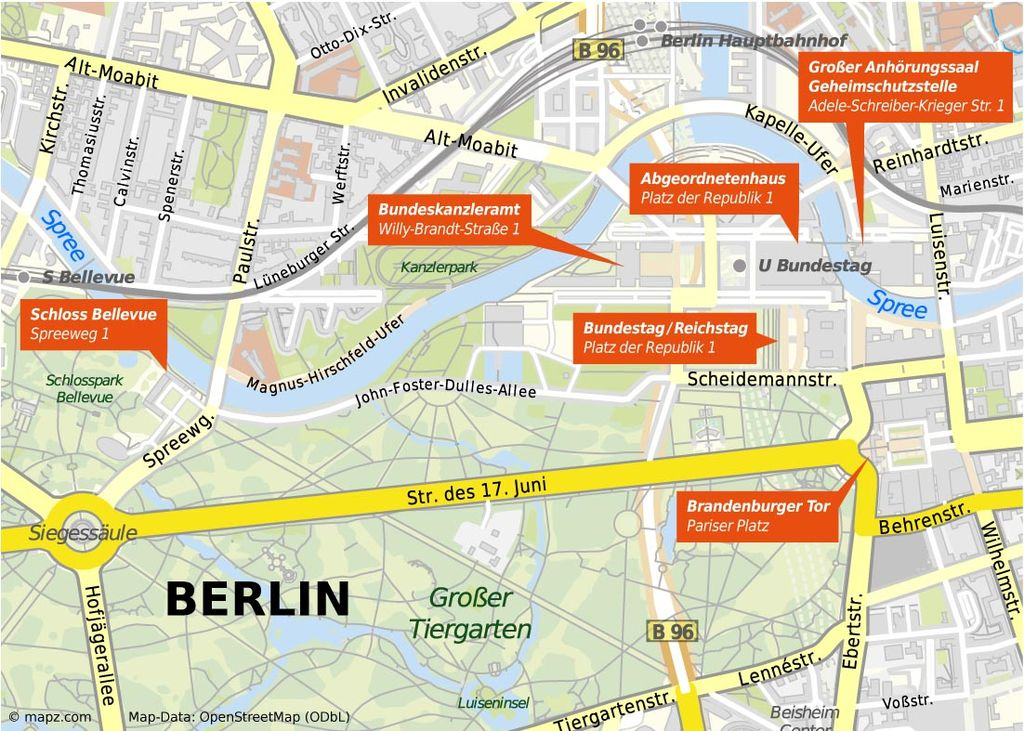 Otto-Dix-Str.
Invalidenstr.
B 96
Berlin Hauptbahnhof
Alt-Moabit
Großer Anhörungssaal
Geheimschutzstelle
Adele-Schreiber-Krieger Str. 1
Kirchstr.
Thomasiusstr.
Calvinstr.
Spenerstr.
Werftstr.
Alt-Moabit
Kapelle-Ufer
Reinhardtstr.
Marienstr.
Abgeordnetenhaus
Platz der Republik 1
Bundeskanzleramt
Willy-Brandt-Straße 1
Spree
Paulstr.
Lüneburger Str.
Kanzlerpark
U Bundestag
Luisenstr.
S Bellevue
Spree
Schloss Bellevue
Spreeweg 1
Bundestag/Reichstag
Platz der Republik 1
Magnus-Hirschfeld-Ufer
John-Foster-Dulles-Allee
Scheidemannstr.
Schlosspark
Bellevue
Spreewg.
Str. des 17. Juni
Brandenburger Tor
Pariser Platz
Behrenstr.
Siegessäule
Wilhelmstr.
Hofjägerallee
BERLIN
Großer
Tiergarten
B 96
Ebertstr.
Lennéstr.
Tiergartenstr.
Luiseninsel
Voßstr.
Beisheim
Center
© mapz.com
Map-Data: OpenStreetMap (ODbL)